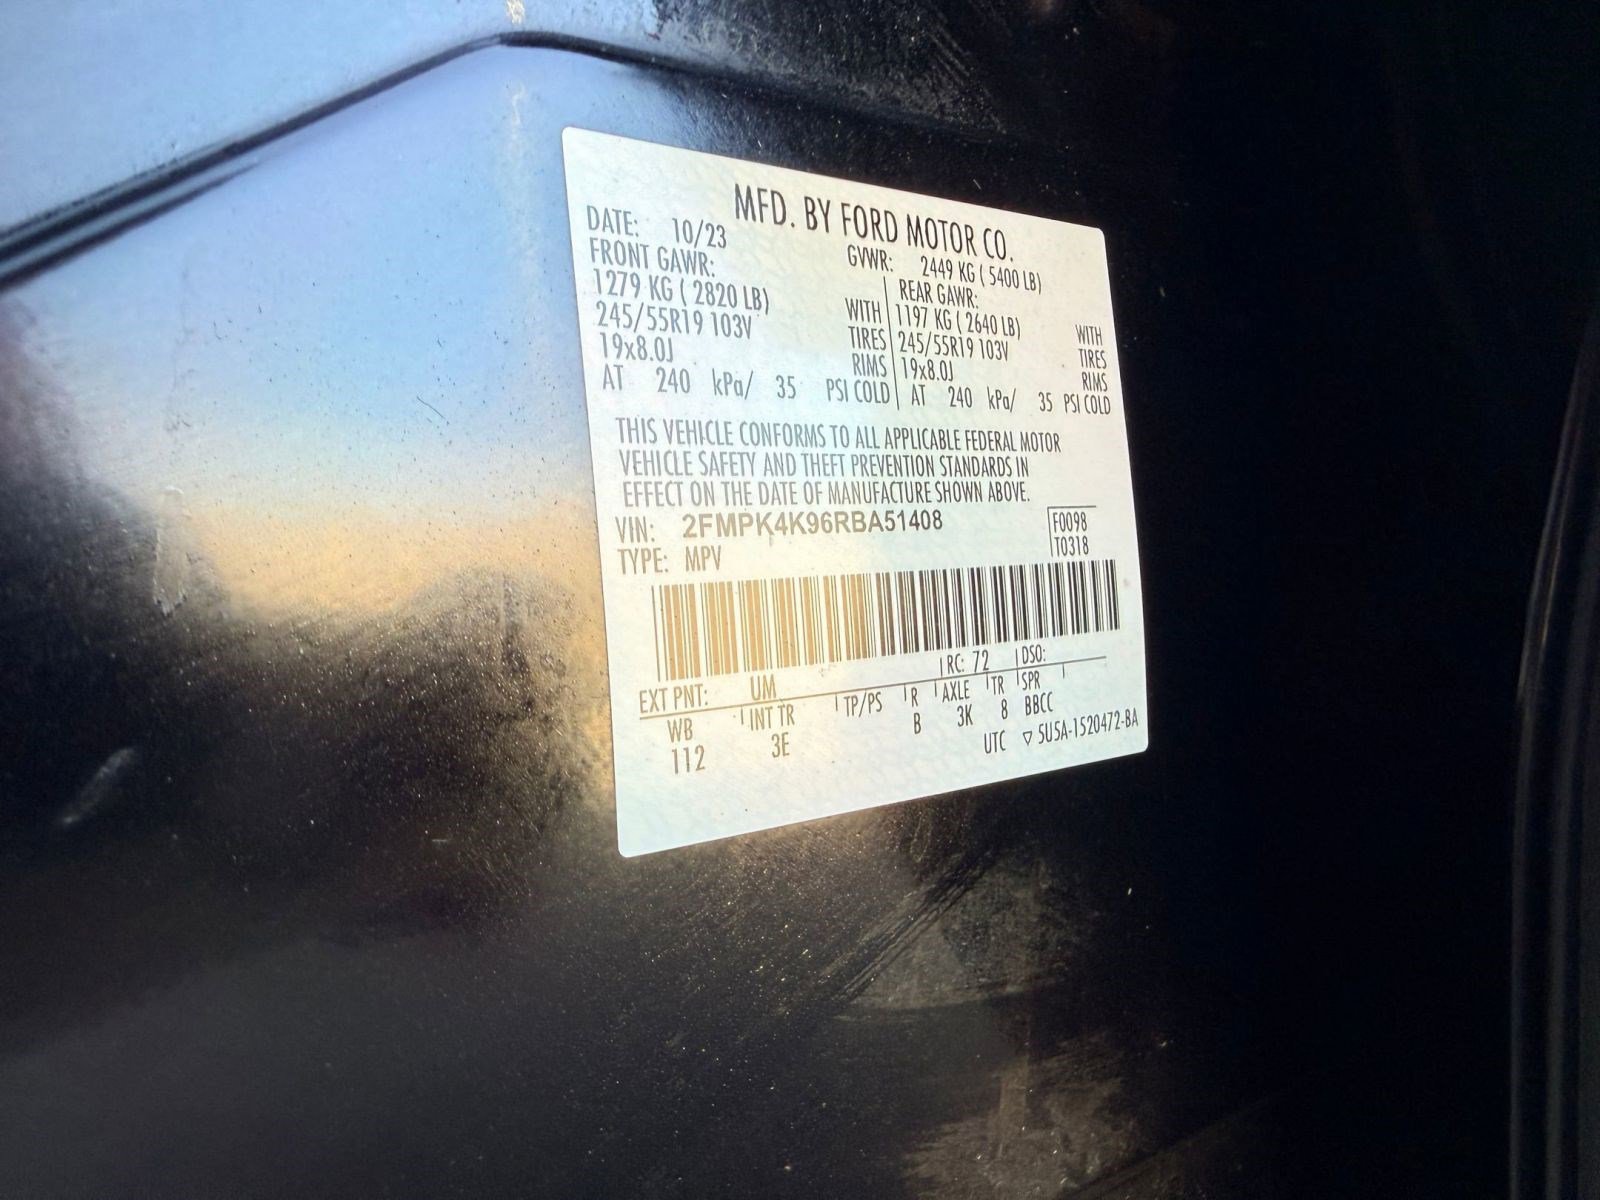 MFD. BY FORD MOTOR CO.
DATE: 10/23 GVWR: 2449 KG ( 5400 LB)
FRONT GAWR: REAR GAWR:
1279 KG ( 2820 LB) WITH 1197 KG ( 2640 LB) WITH
245/55R19 103V TIRES 245/55R19 103V TIRES
19x8.0J RIMS 19x8.0J RIMS
AT 240 kPa/ 35 PSI COLD AT 240 kPa/ 35 PSI COLD
THIS VEHICLE CONFORMS TO ALL APPLICABLE FEDERAL MOTOR
VEHICLE SAFETY AND THEFT PREVENTION STANDARDS IN
EFFECT ON THE DATE OF MANUFACTURE SHOWN ABOVE.
VIN: 2FMPK4K96RBA51408 F0098
TYPE: MPV T0318
EXT PNT: UM RC: 72 DSO:
WB INT TR TP/PS R AXLE TR SPR
112 3E B 3K 8 BBCC
UTC ▽ 5U5A-1520472-BA